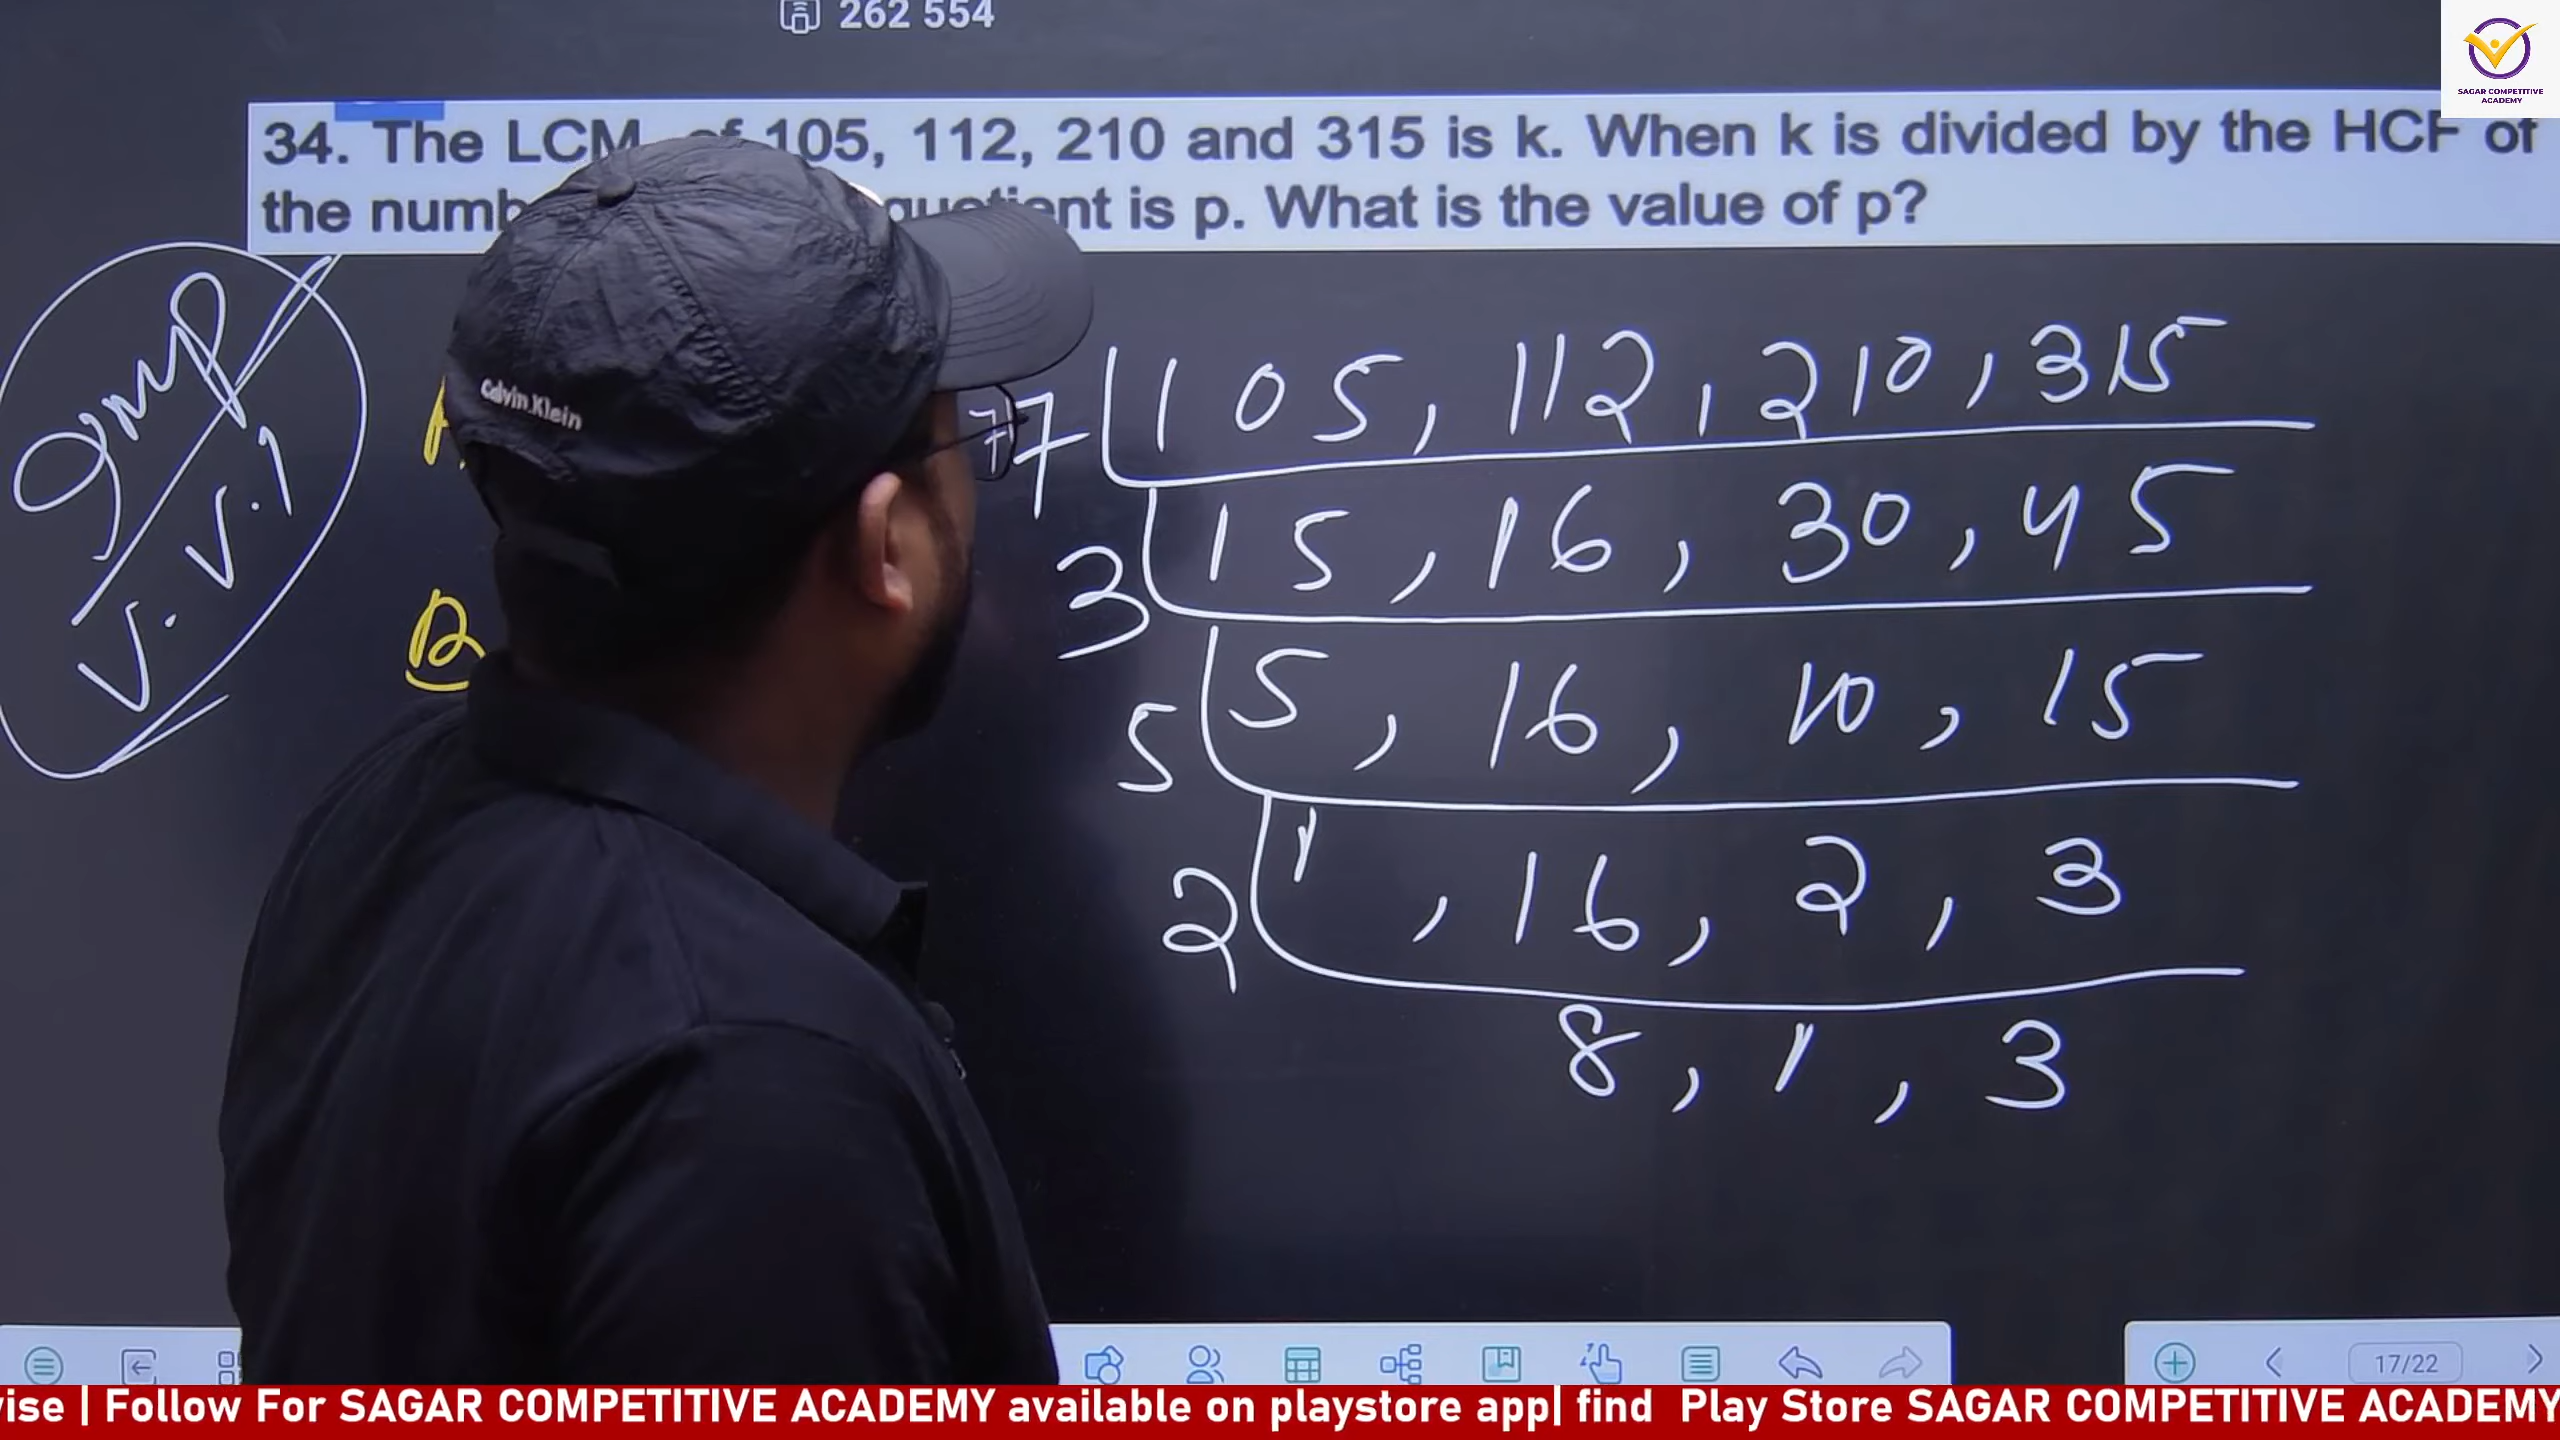 262 554
SAGAR COMPETITIVE
ACADEMY
34. The LCM of 105, 112, 210 and 315 is k. When k is divided by the HCF of
the quotient is p. What is the value of p?
Imp
V.V.I
Calvin Klein
7 105, 112, 210, 315
3 15, 16, 30, 45
5 5, 16, 10, 15
2 1, 16, 2, 3
8, 1, 3
B
17/22
Follow For SAGAR COMPETITIVE ACADEMY available on playstore app| find Play Store SAGAR COMPETITIVE ACADEMY